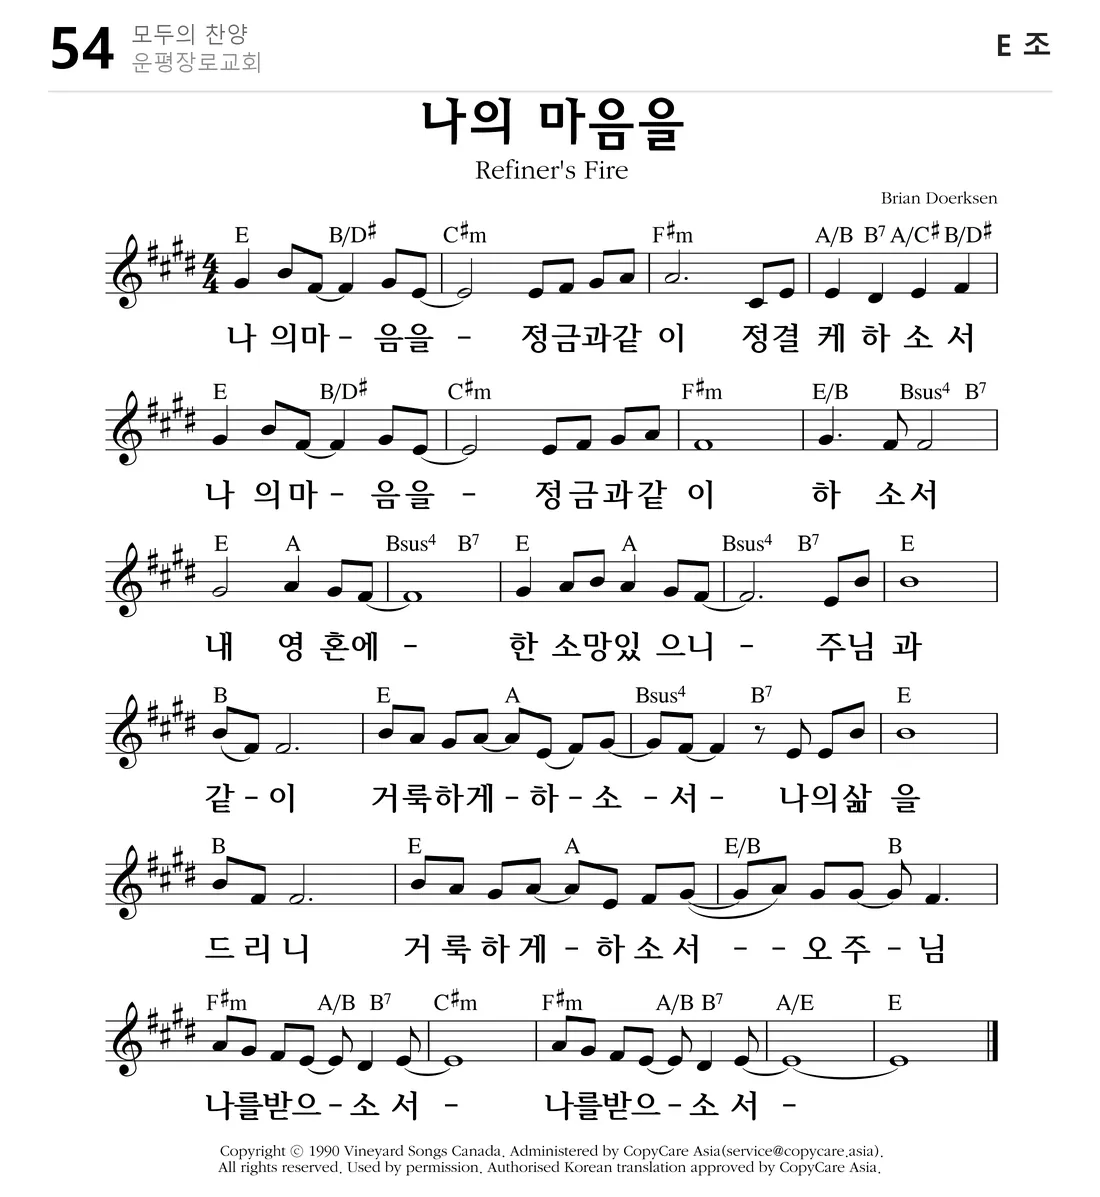 54
모두의 찬양
운평장로교회
E 조
나의 마음을
Refiner's Fire
Brian Doerksen
E B/D♯ C♯m F♯m A/B B7 A/C♯ B/D♯
나 의마 - 음을 - 정금과같 이 정결 케 하 소 서
E B/D♯ C♯m F♯m E/B Bsus4 B7
나 의 마 - 음 을 - 정 금 과 같 이 하 소 서
E A Bsus4 B7 E A Bsus4 B7 E
내 영 혼에 - 한 소망있 으니 - 주님 과
B E A Bsus4 B7 E
같 - 이 거룩하게 - 하 - 소 - 서 - 나의삶 을
B E A E/B B
드 리 니 거 룩 하 게 - 하 소 서 - - 오 주 - 님
F♯m A/B B7 C♯m F♯m A/B B7 A/E E
나를받으 - 소 서 - 나를받으 - 소 서 -
Copyright ⓒ 1990 Vineyard Songs Canada. Administered by CopyCare Asia(service@copycare.asia).
All rights reserved. Used by permission. Authorised Korean translation approved by CopyCare Asia.